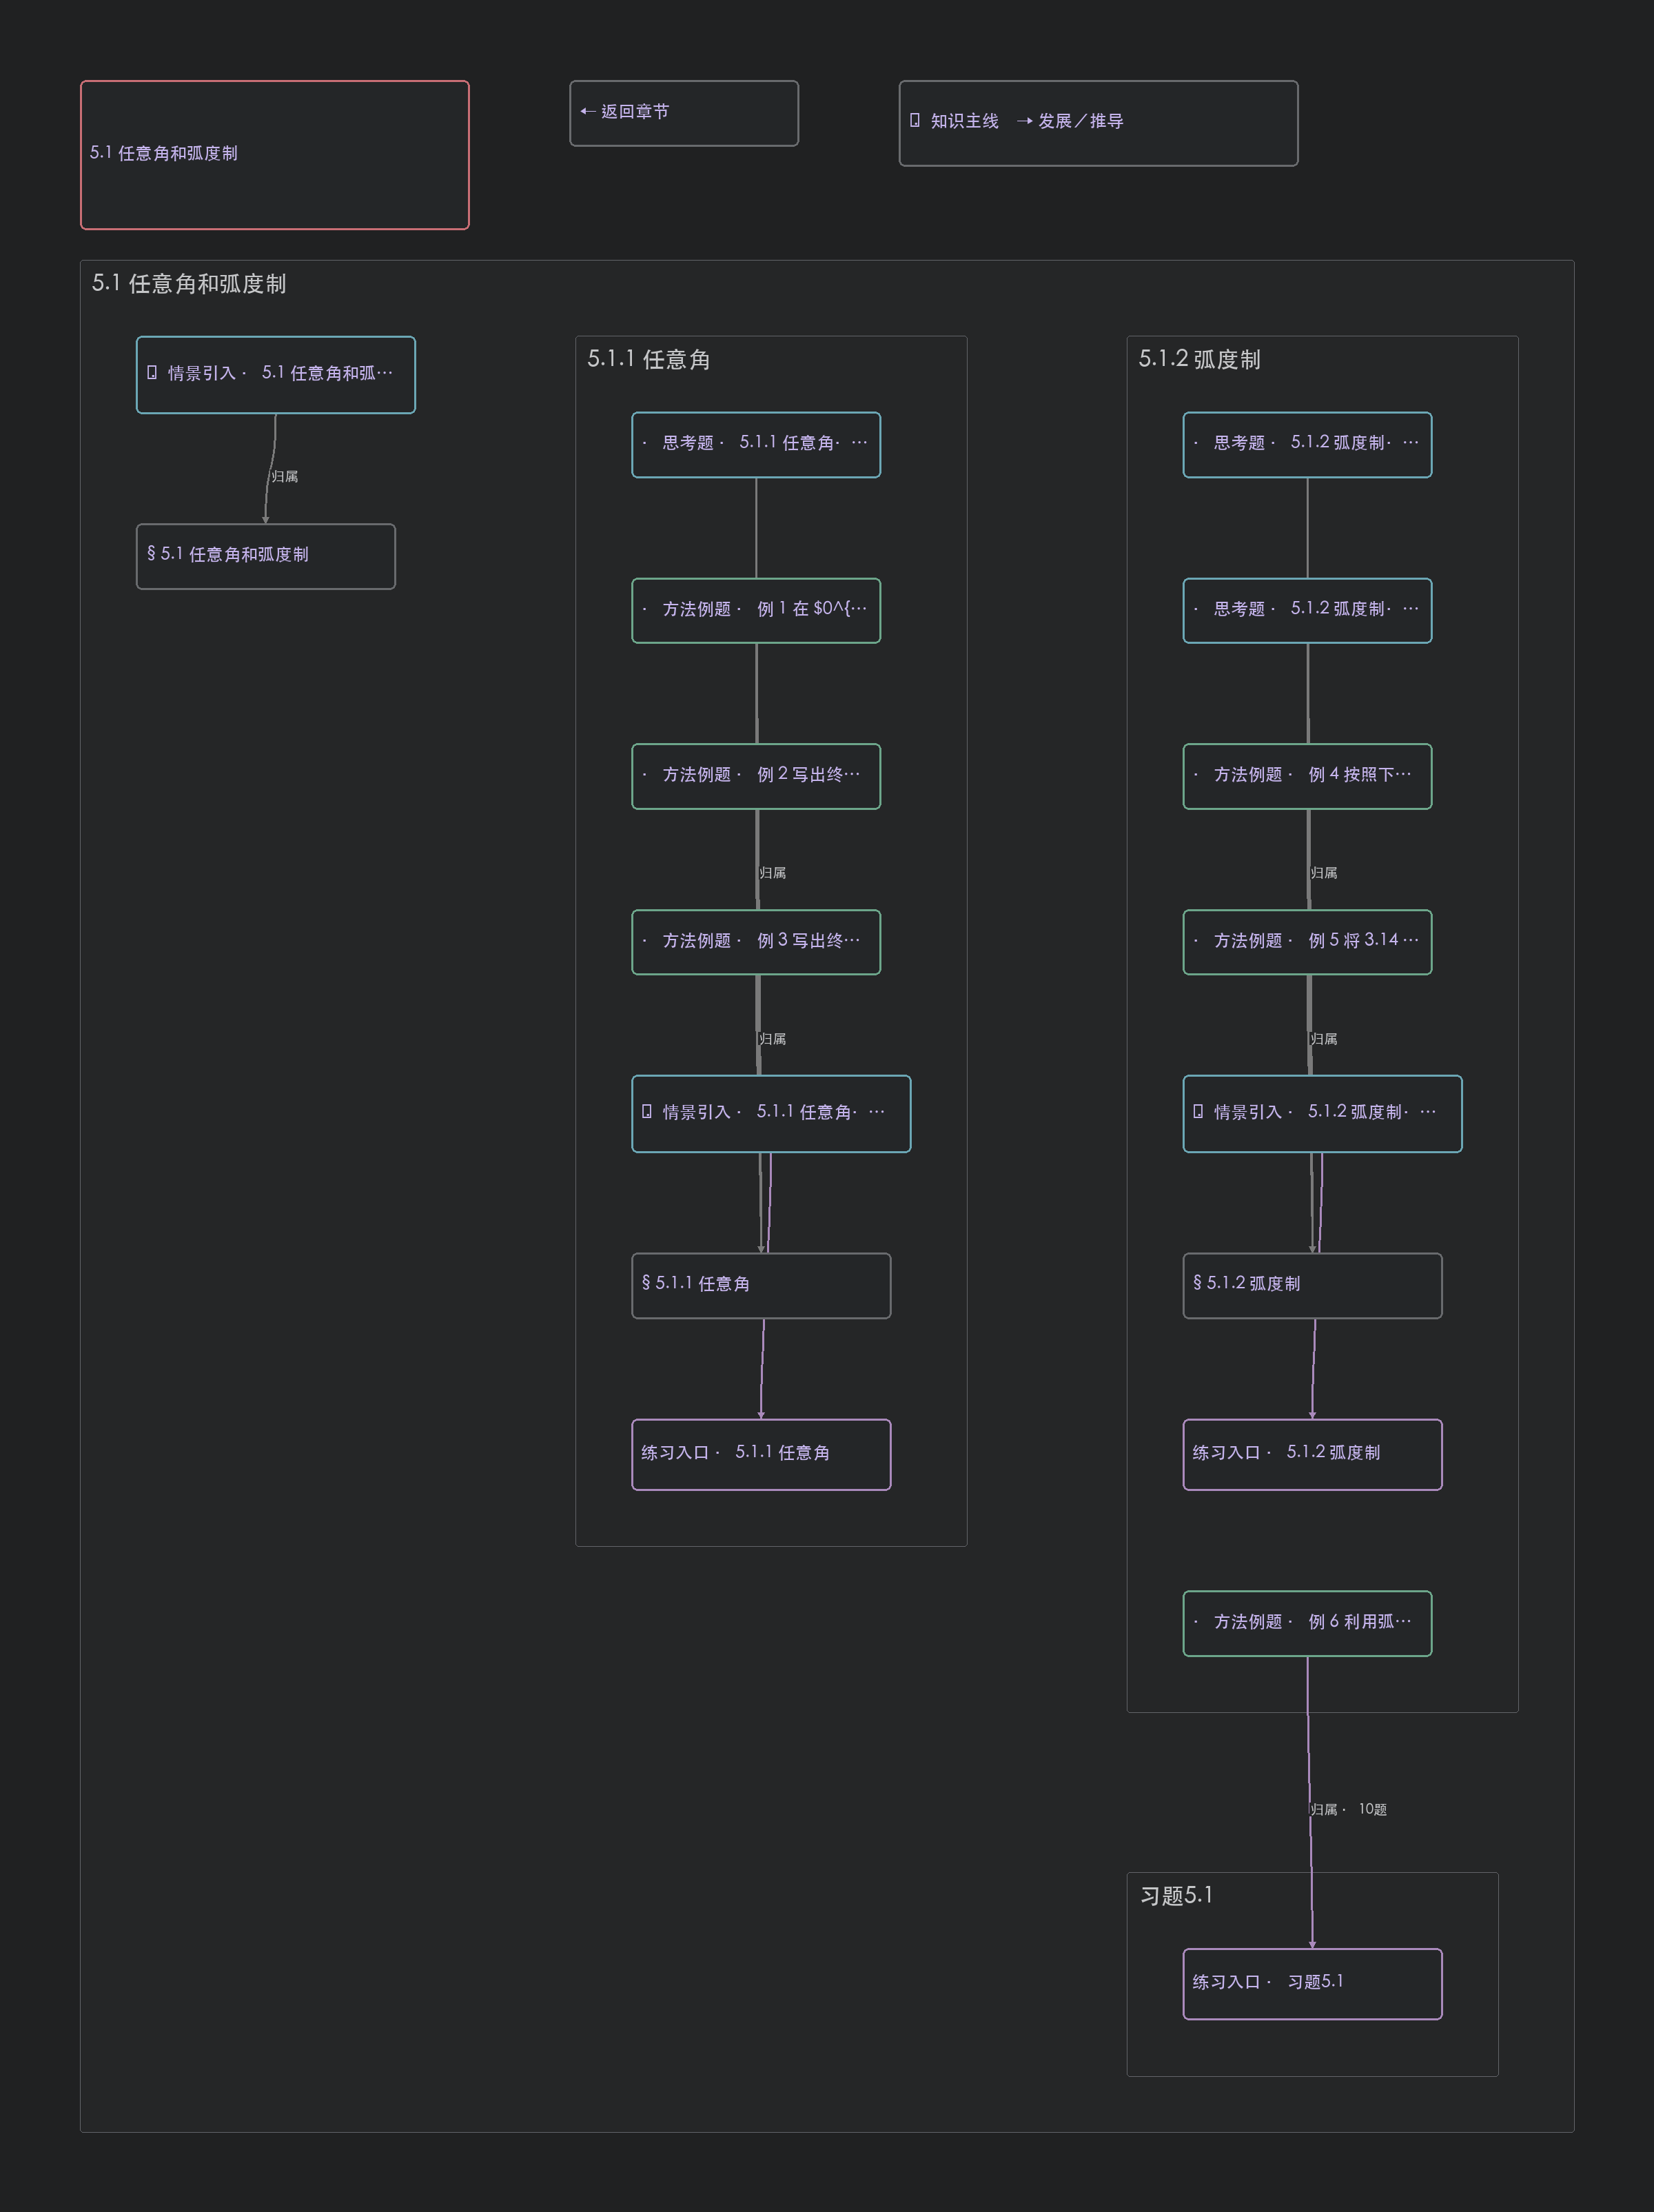 5.1 任意角和弧度制
← 返回章节
知识主线 → 发展／推导
5.1 任意角和弧度制
情景引入 · 5.1 任意角和弧…
归属
§ 5.1 任意角和弧度制
5.1.1 任意角
· 思考题 · 5.1.1 任意角· …
· 方法例题 · 例 1 在 $0^{…
· 方法例题 · 例 2 写出终…
归属
· 方法例题 · 例 3 写出终…
归属
情景引入 · 5.1.1 任意角· …
§ 5.1.1 任意角
练习入口 · 5.1.1 任意角
5.1.2 弧度制
· 思考题 · 5.1.2 弧度制· …
· 思考题 · 5.1.2 弧度制· …
· 方法例题 · 例 4 按照下…
归属
· 方法例题 · 例 5 将 3.14 …
归属
情景引入 · 5.1.2 弧度制· …
§ 5.1.2 弧度制
练习入口 · 5.1.2 弧度制
· 方法例题 · 例 6 利用弧…
归属 · 10题
习题5.1
练习入口 · 习题5.1